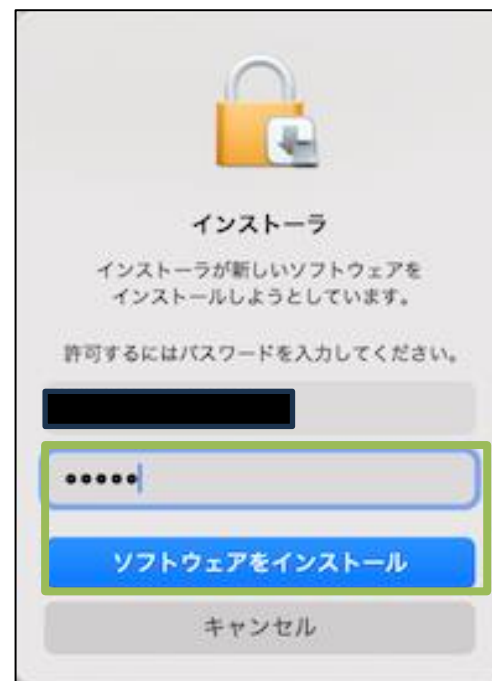 インストーラ
インストーラが新しいソフトウェアを
インストールしようとしています。
許可するにはパスワードを入力してください。
•••••
ソフトウェアをインストール
キャンセル